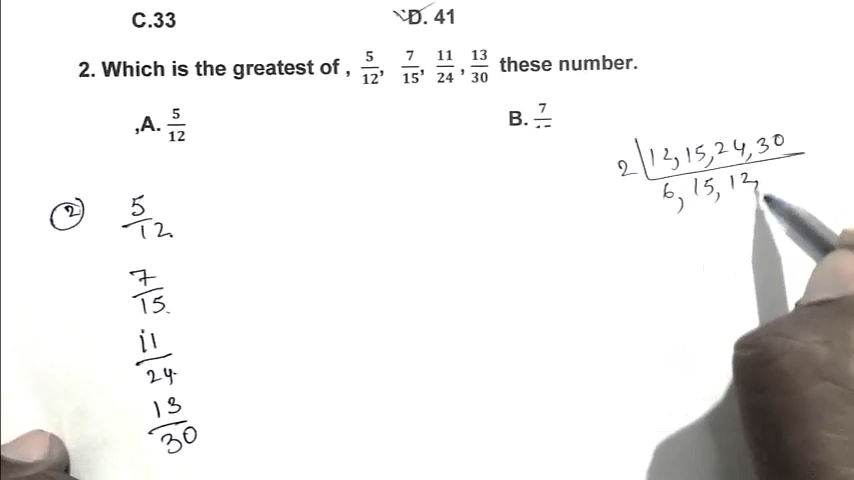 C.33 D. 41
2. Which is the greatest of , 5/12, 7/15, 11/24, 13/30 these number.
,A. 5/12 B. 7/
2 12, 15, 24, 30
6, 15, 12,
2 5/12.
7/15.
11/24.
13/30